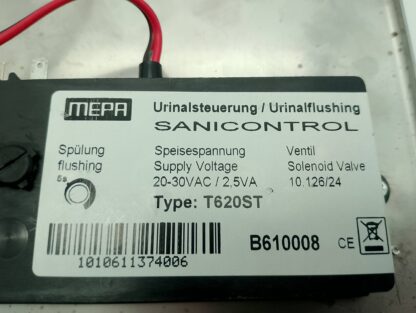 MEPA
Urinalsteuerung / Urinalflushing
SANICONTROL
Spülung
flushing
6s
Speisespannung
Supply Voltage
20-30VAC / 2,5VA
Ventil
Solenoid Valve
10.126/24
Type: T620ST
B610008
CE
1010611374006